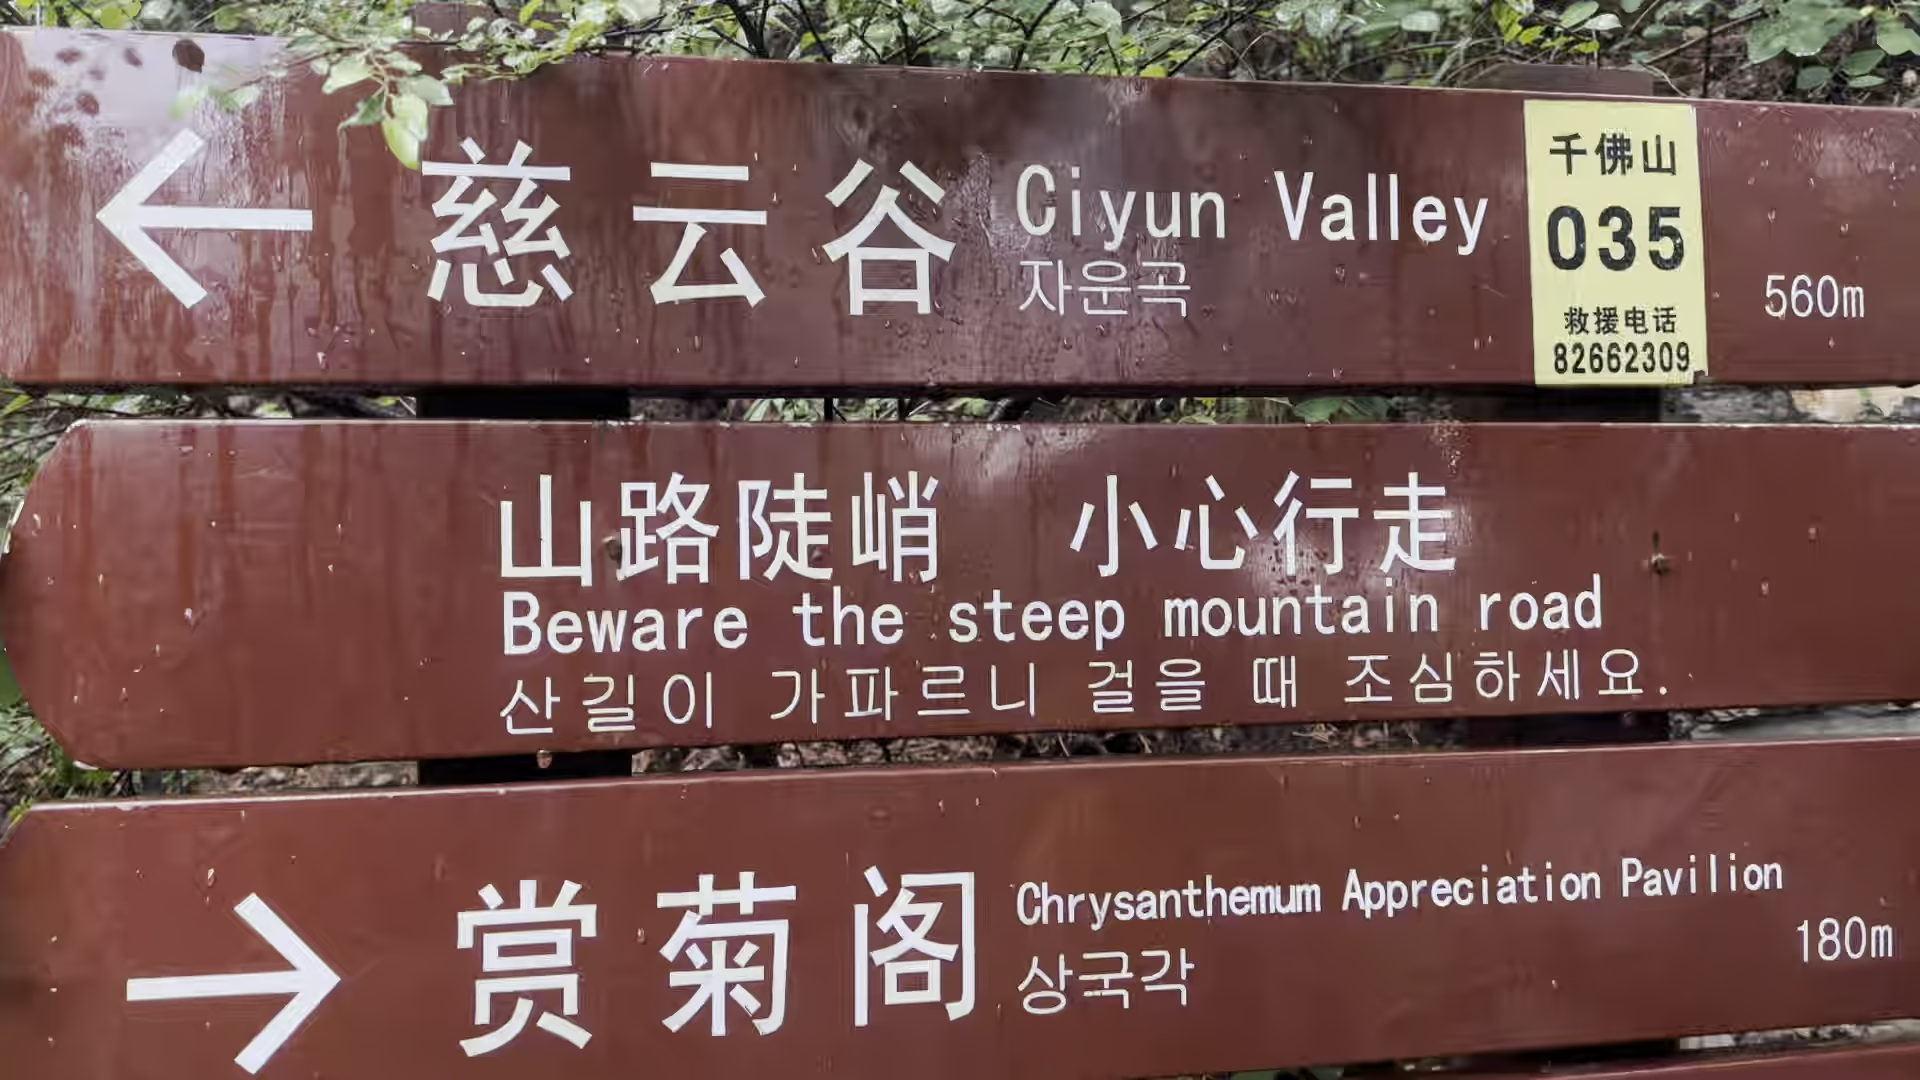 慈云谷
Ciyun Valley
자운곡
千佛山
035
救援电话
82662309
560m
山路陡峭 小心行走
Beware the steep mountain road
산길이 가파르니 걸을 때 조심하세요.
赏菊阁
Chrysanthemum Appreciation Pavilion
상국각
180m